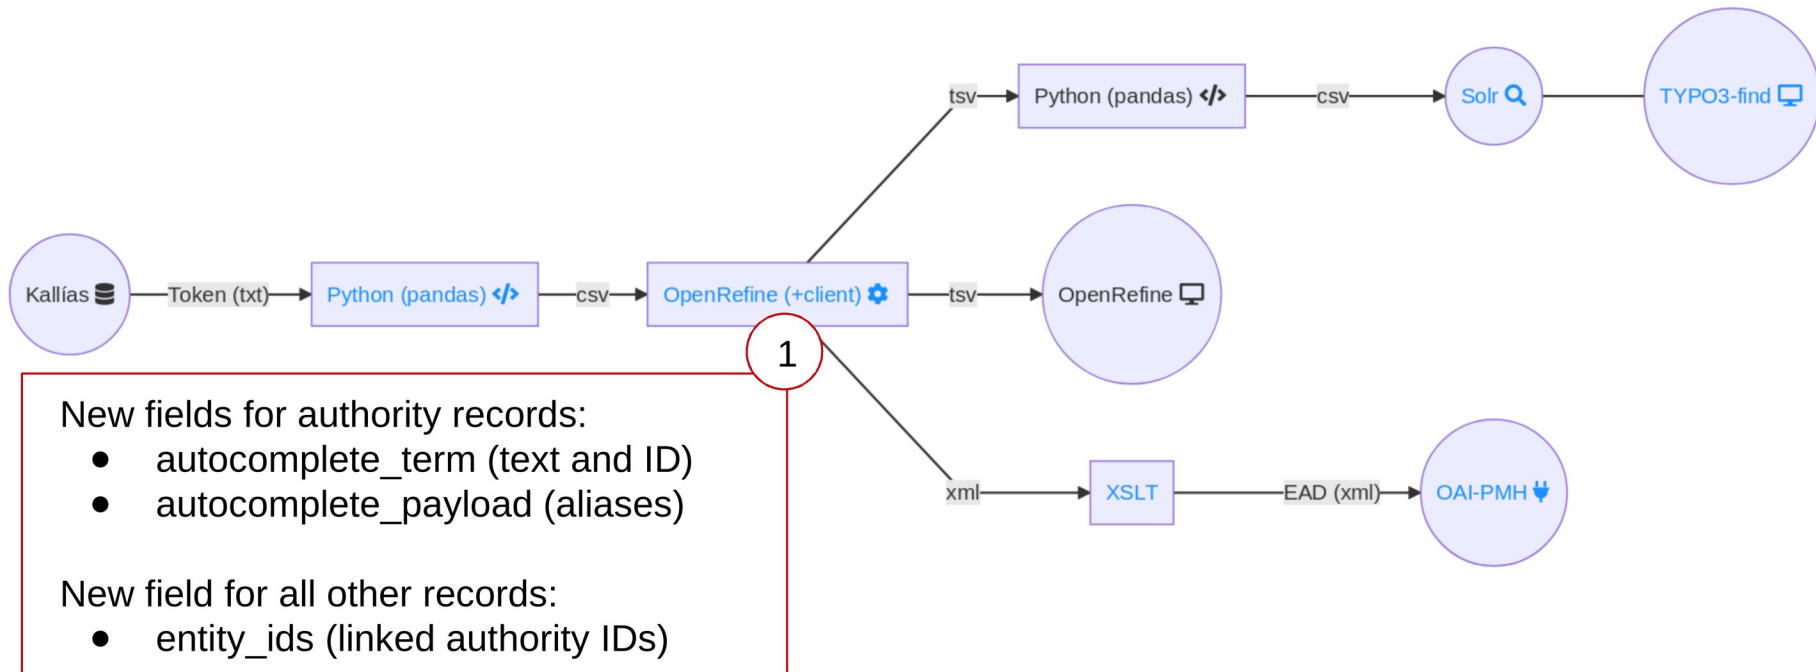 tsv
Python (pandas)
csv
Solr
TYPO3-find
Kallías
Token (txt)
Python (pandas)
csv
OpenRefine (+client)
tsv
OpenRefine
1
xml
XSLT
EAD (xml)
OAI-PMH
New fields for authority records:
● autocomplete_term (text and ID)
● autocomplete_payload (aliases)
New field for all other records:
● entity_ids (linked authority IDs)